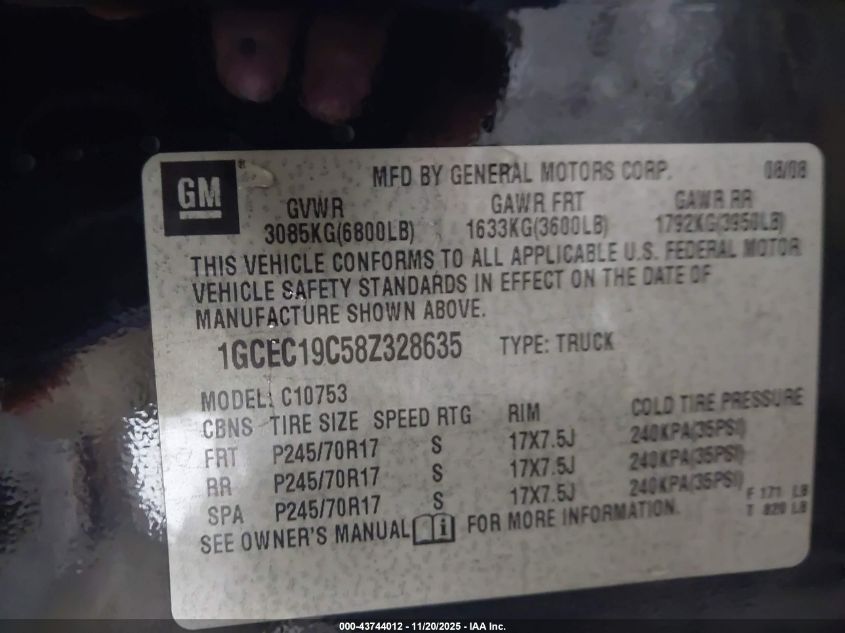 GM
MFD BY GENERAL MOTORS CORP. 08/08
GVWR GAWR FRT GAWR RR
3085KG(6800LB) 1633KG(3600LB) 1792KG(3950LB)
THIS VEHICLE CONFORMS TO ALL APPLICABLE U.S. FEDERAL MOTOR
VEHICLE SAFETY STANDARDS IN EFFECT ON THE DATE OF
MANUFACTURE SHOWN ABOVE.
1GCEC19C58Z328635 TYPE: TRUCK
MODEL: C10753
CBNS TIRE SIZE SPEED RTG RIM COLD TIRE PRESSURE
FRT P245/70R17 S 17X7.5J 240KPA(35PSI)
RR P245/70R17 S 17X7.5J 240KPA(35PSI)
SPA P245/70R17 S 17X7.5J 240KPA(35PSI)
F 171 LB
T 820 LB
SEE OWNER'S MANUAL FOR MORE INFORMATION.
000-43744012 - 11/20/2025 - IAA Inc.